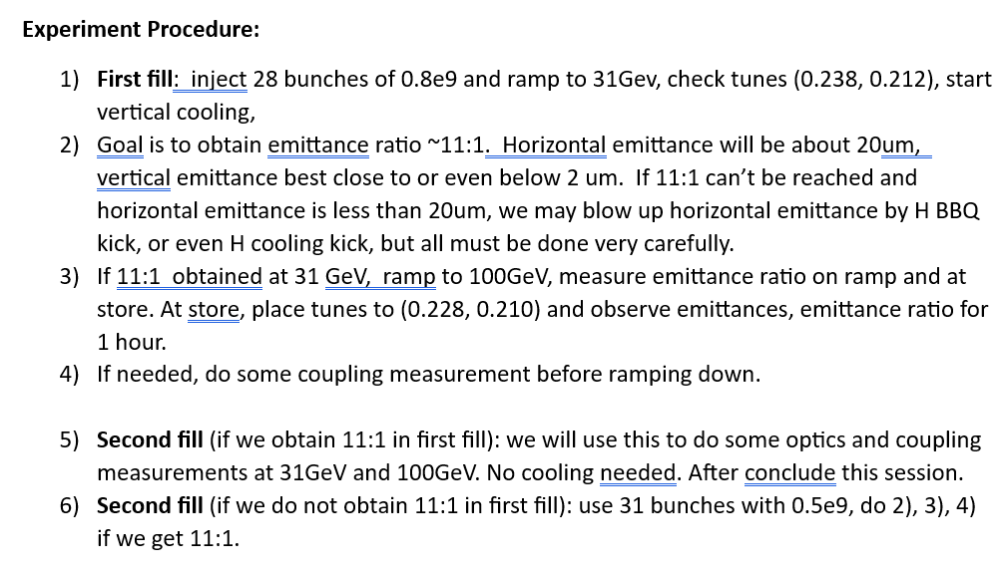 Experiment Procedure:
1) First fill:  inject 28 bunches of 0.8e9 and ramp to 31Gev, check tunes (0.238, 0.212), start
vertical cooling,
2) Goal is to obtain emittance ratio ~11:1.  Horizontal emittance will be about 20um,
vertical emittance best close to or even below 2 um.  If 11:1 can't be reached and
horizontal emittance is less than 20um, we may blow up horizontal emittance by H BBQ
kick, or even H cooling kick, but all must be done very carefully.
3) If 11:1  obtained at 31 GeV,  ramp to 100GeV, measure emittance ratio on ramp and at
store. At store, place tunes to (0.228, 0.210) and observe emittances, emittance ratio for
1 hour.
4) If needed, do some coupling measurement before ramping down.
5) Second fill (if we obtain 11:1 in first fill): we will use this to do some optics and coupling
measurements at 31GeV and 100GeV. No cooling needed. After conclude this session.
6) Second fill (if we do not obtain 11:1 in first fill): use 31 bunches with 0.5e9, do 2), 3), 4)
if we get 11:1.